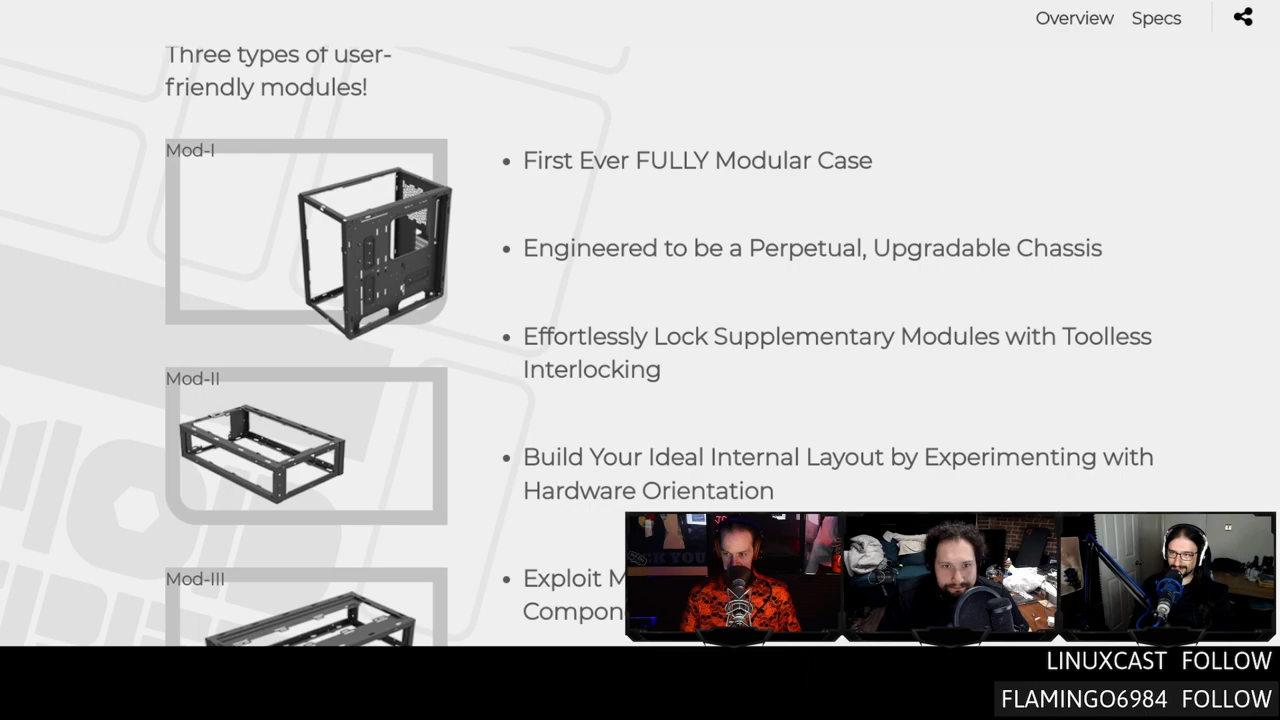 Overview Specs
Three types of user-
friendly modules!
Mod-I
• First Ever FULLY Modular Case
• Engineered to be a Perpetual, Upgradable Chassis
• Effortlessly Lock Supplementary Modules with Toolless
Interlocking
Mod-II
• Build Your Ideal Internal Layout by Experimenting with
Hardware Orientation
Mod-III
• Exploit M
Compon
LINUXCAST FOLLOW
FLAMINGO6984 FOLLOW